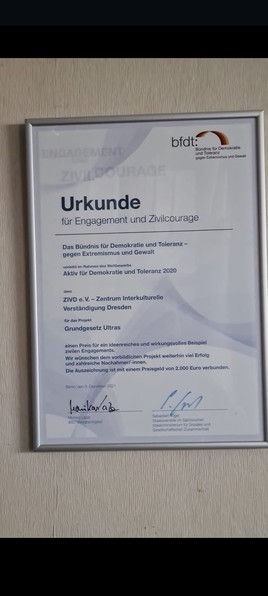 bfdt:
Bündnis für Demokratie
und Toleranz
gegen Extremismus und Gewalt
ENGAGEMENT
ZIVILCOURAGE
Urkunde
für Engagement und Zivilcourage
Das Bündnis für Demokratie und Toleranz –
gegen Extremismus und Gewalt
verleiht im Rahmen des Wettbewerbs
Aktiv für Demokratie und Toleranz 2020
dem
ZIVD e.V. – Zentrum Interkulturelle
Verständigung Dresden
für das Projekt
Grundgesetz Ultras
einen Preis für ein ideenreiches und wirkungsvolles Beispiel
zivilen Engagements.
Wir wünschen dem vorbildlichen Projekt weiterhin viel Erfolg
und zahlreiche Nachahmer/-innen.
Die Auszeichnung ist mit einem Preisgeld von 2.000 Euro verbunden.